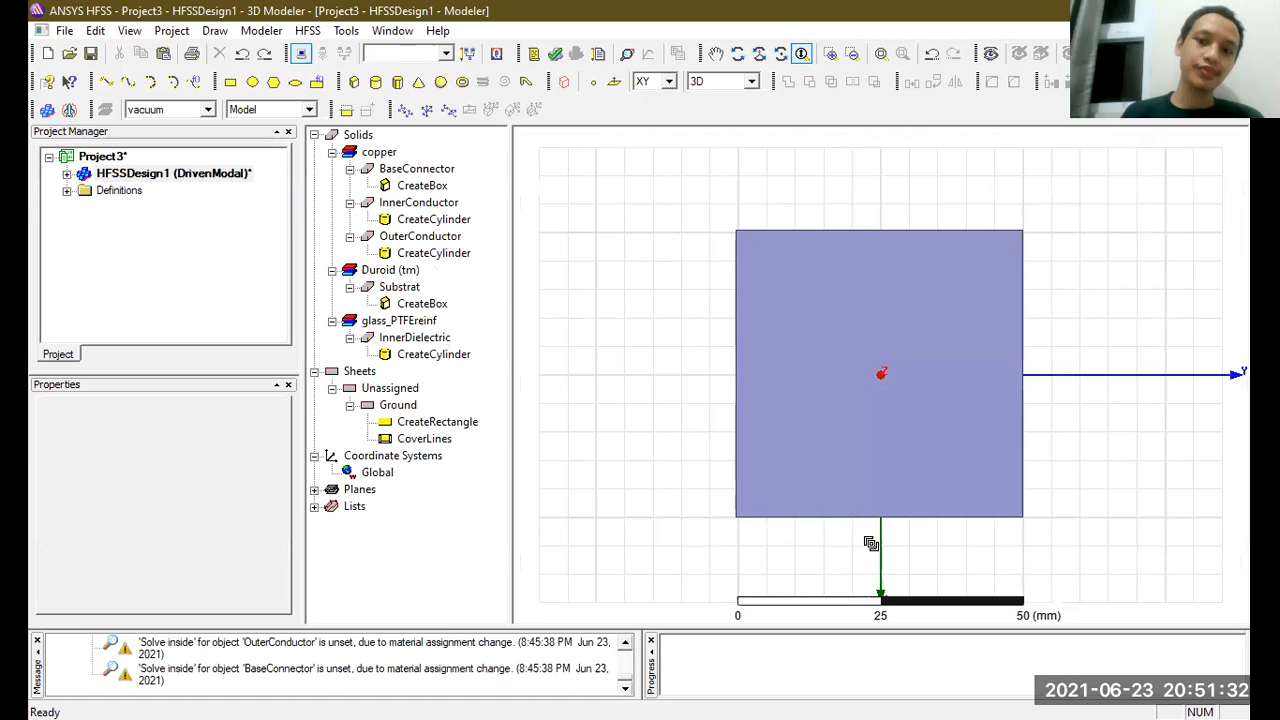 ANSYS HFSS - Project3 - HFSSDesign1 - 3D Modeler - [Project3 - HFSSDesign1 - Modeler]
File Edit View Project Draw Modeler HFSS Tools Window Help
XY 3D
vacuum Model
Project Manager
Project3*
HFSSDesign1 (DrivenModal)*
Definitions
Project
Properties
Solids
copper
BaseConnector
CreateBox
InnerConductor
CreateCylinder
OuterConductor
CreateCylinder
Duroid (tm)
Substrat
CreateBox
glass_PTFEreinf
InnerDielectric
CreateCylinder
Sheets
Unassigned
Ground
CreateRectangle
CoverLines
Coordinate Systems
Global
Planes
Lists
Z
Y
0 25 50 (mm)
Message
'Solve inside' for object 'OuterConductor' is unset, due to material assignment change. (8:45:38 PM Jun 23,
2021)
'Solve inside' for object 'BaseConnector' is unset, due to material assignment change. (8:45:38 PM Jun 23,
2021)
Progress
2021-06-23 20:51:32
Ready NUM